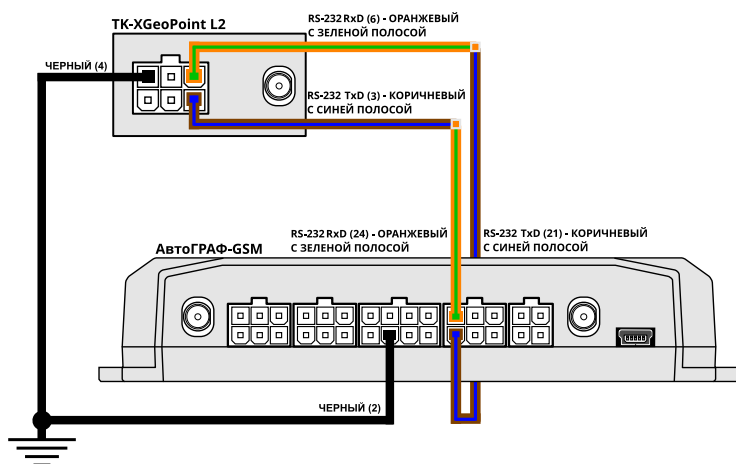 TK-XGeoPoint L2
RS-232 RxD (6) - ОРАНЖЕВЫЙ
С ЗЕЛЕНОЙ ПОЛОСОЙ
ЧЕРНЫЙ (4)
RS-232 TxD (3) - КОРИЧНЕВЫЙ
С СИНЕЙ ПОЛОСОЙ
RS-232 RxD (24) - ОРАНЖЕВЫЙ
С ЗЕЛЕНОЙ ПОЛОСОЙ
RS-232 TxD (21) - КОРИЧНЕВЫЙ
С СИНЕЙ ПОЛОСОЙ
АвтоГРАФ-GSM
ЧЕРНЫЙ (2)